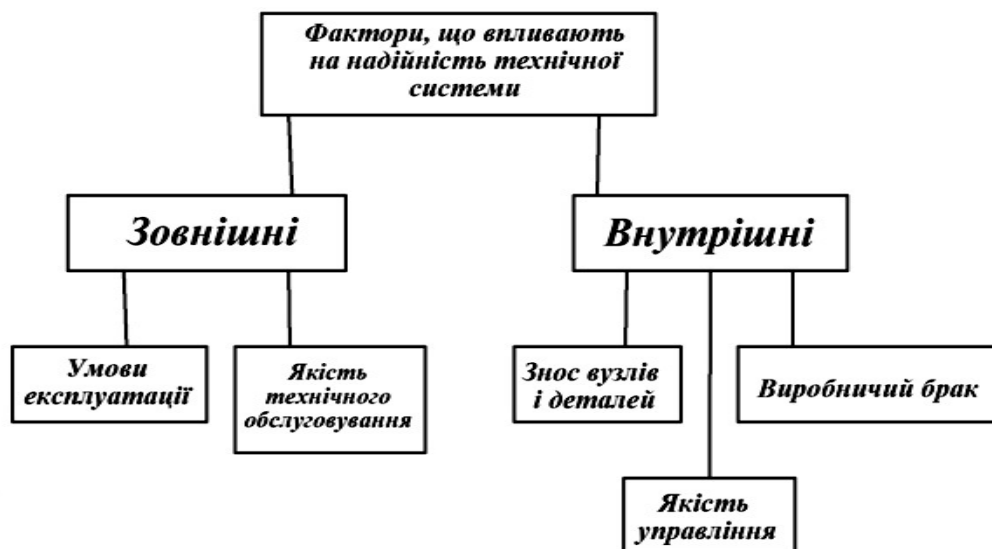 Фактори, що впливають
на надійність технічної
системи
Зовнішні
Внутрішні
Умови
експлуатації
Якість
технічного
обслуговування
Знос вузлів
і деталей
Виробничий брак
Якість
управління